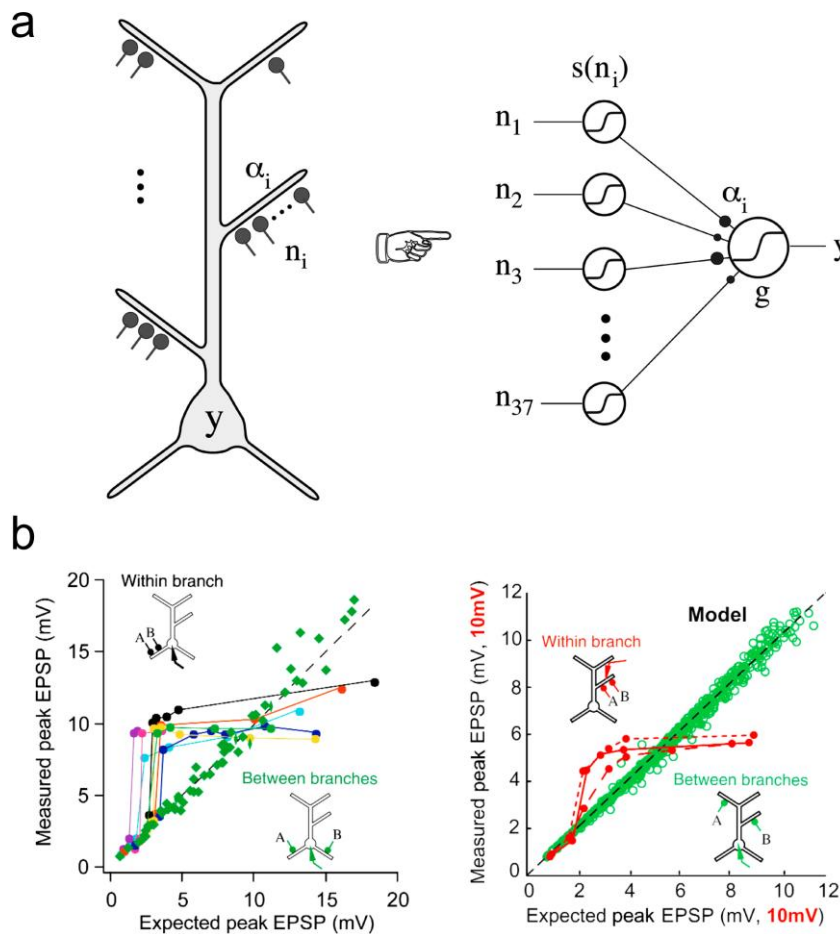 a
s(nᵢ)
n₁
αᵢ
n₂
αᵢ
nᵢ
n₃
y
g
y
n₃₇
b
20
15
10
5
0
Measured peak EPSP (mV)
Within branch
A B
Between branches
A B
0 5 10 15 20
Expected peak EPSP (mV)
12
10
8
6
4
2
0
Measured peak EPSP (mV, 10mV)
Model
Within branch
A B
Between branches
A B
0 2 4 6 8 10 12
Expected peak EPSP (mV, 10mV)